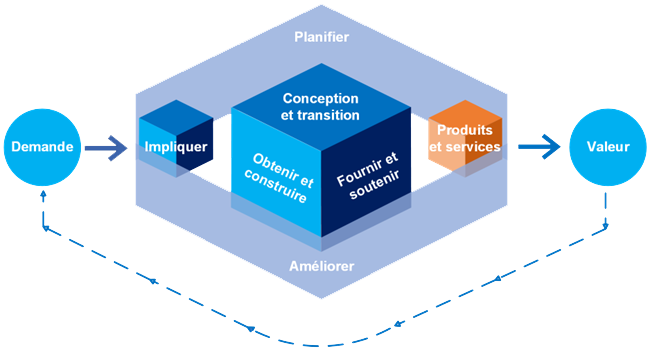 Planifier
Demande
Impliquer
Conception
et transition
Obtenir et
construire
Fournir et
soutenir
Produits
et services
Valeur
Améliorer